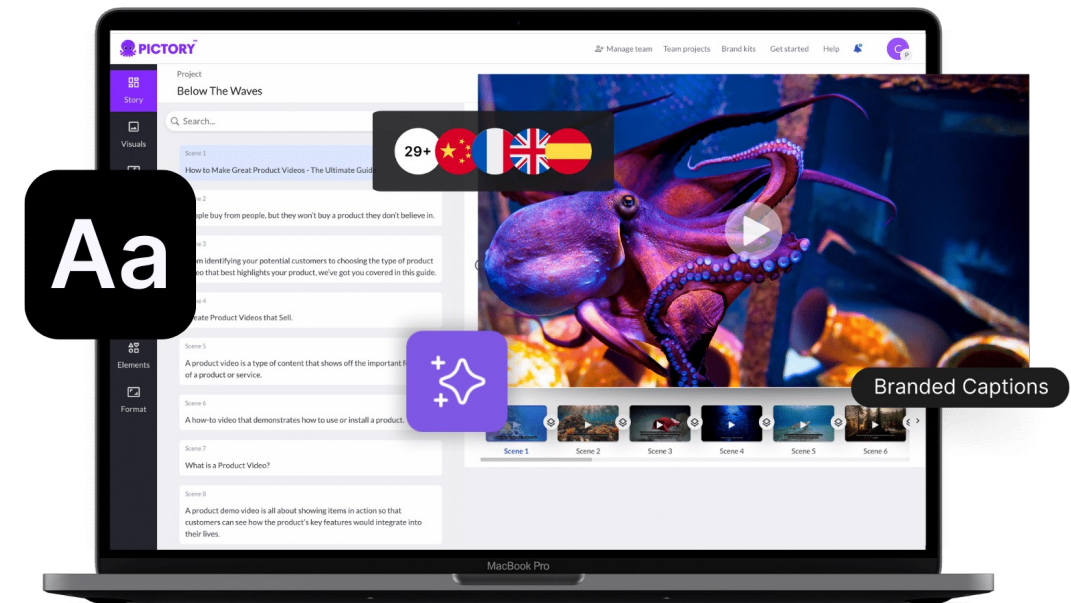 PICTORY™
Manage team
Team projects
Brand kits
Get started
Help
C
P
Story
Visuals
Elements
Format
Project
Below The Waves
Search...
29+
Scene 1
How to Make Great Product Videos - The Ultimate Guid
ne 2
ple buy from people, but they won't buy a product they don't believe in.
ne 3
m identifying your potential customers to choosing the type of product
eo that best highlights your product, we've got you covered in this guide.
ne 4
eate Product Videos that Sell.
Scene 5
A product video is a type of content that shows off the important f
of a product or service.
Scene 6
A how-to video that demonstrates how to use or install a product.
Scene 7
What is a Product Video?
Scene 8
A product demo video is all about showing items in action so that
customers can see how the product's key features would integrate into
their lives.
Aa
Branded Captions
Scene 1
Scene 2
Scene 3
Scene 4
Scene 5
Scene 6
MacBook Pro